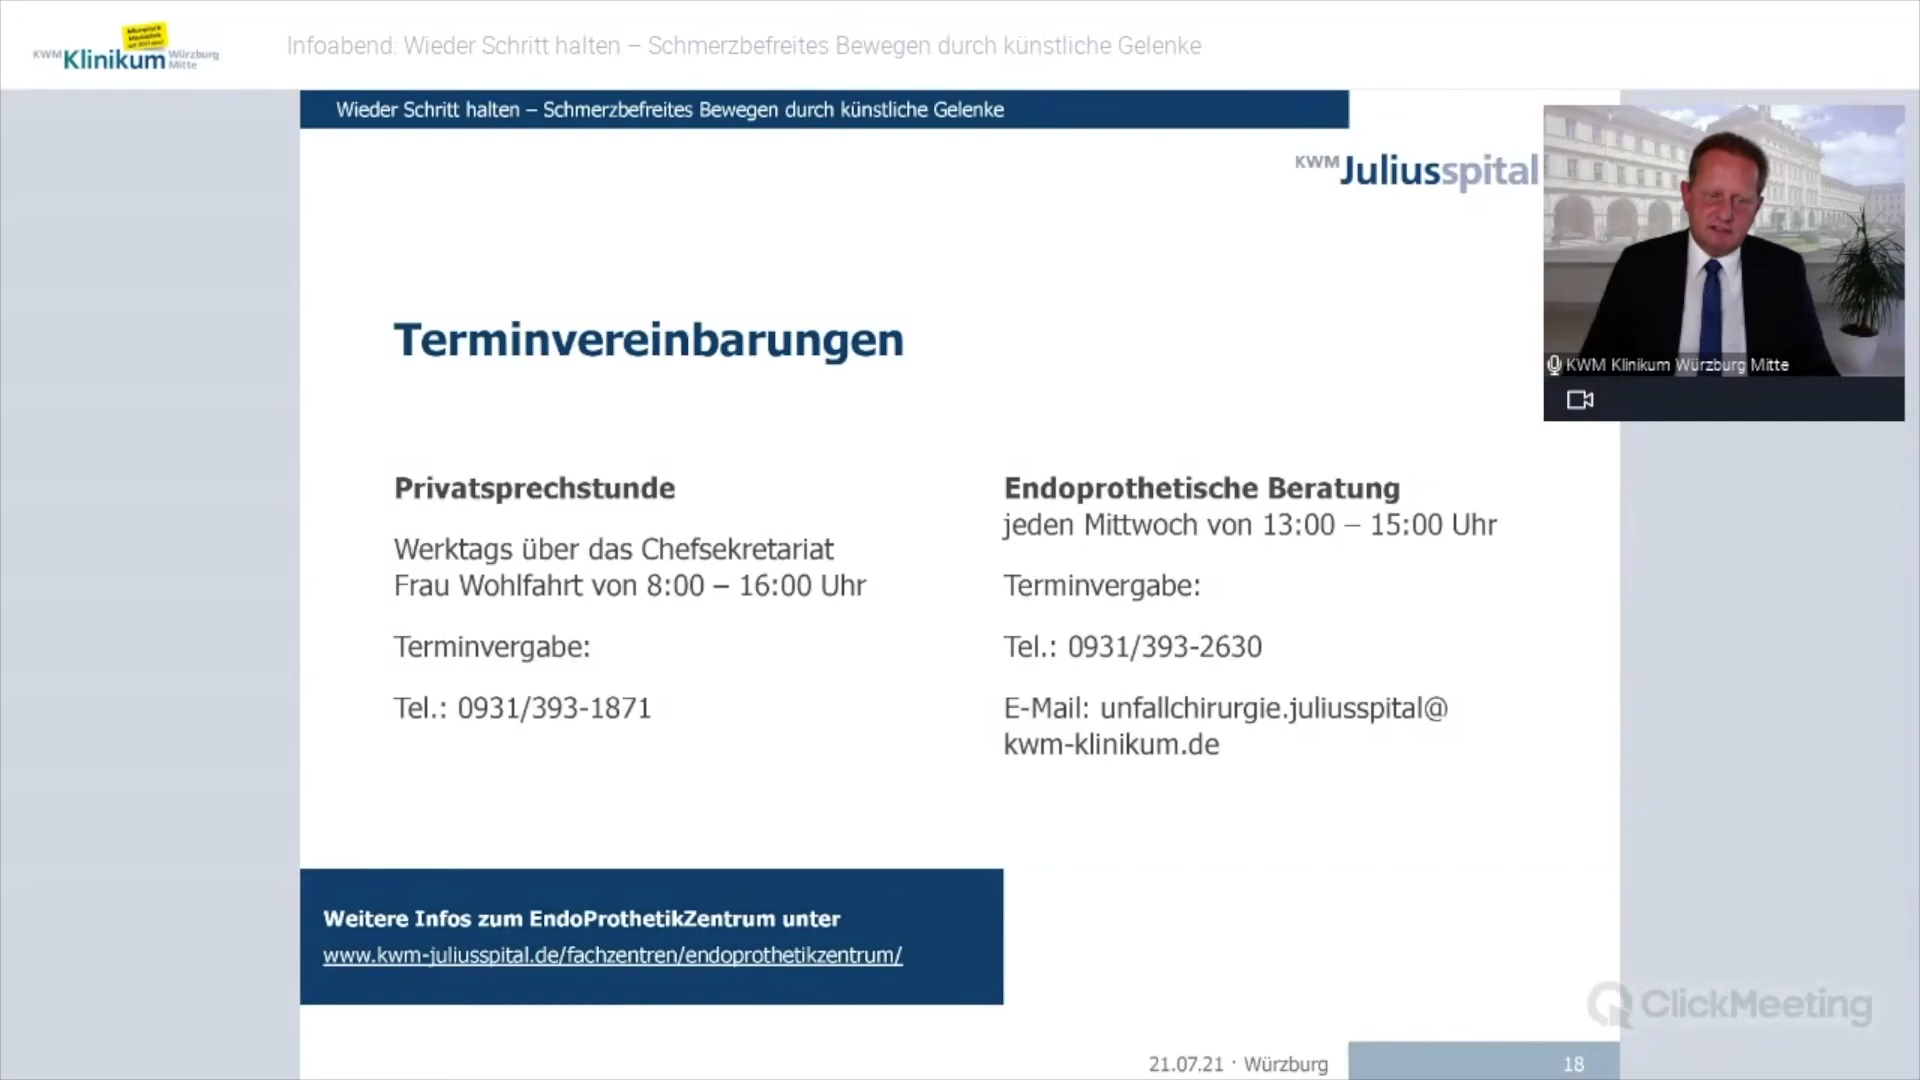 KWM Klinikum Würzburg Mitte
Infoabend: Wieder Schritt halten – Schmerzbefreites Bewegen durch künstliche Gelenke
Wieder Schritt halten – Schmerzbefreites Bewegen durch künstliche Gelenke
KWM Juliusspital
KWM Klinikum Würzburg Mitte
Terminvereinbarungen
Privatsprechstunde
Werktags über das Chefsekretariat
Frau Wohlfahrt von 8:00 – 16:00 Uhr
Terminvergabe:
Tel.: 0931/393-1871
Endoprothetische Beratung
jeden Mittwoch von 13:00 – 15:00 Uhr
Terminvergabe:
Tel.: 0931/393-2630
E-Mail: unfallchirurgie.juliusspital@
kwm-klinikum.de
Weitere Infos zum EndoProthetikZentrum unter
www.kwm-juliusspital.de/fachzentren/endoprothetikzentrum/
ClickMeeting
21.07.21 · Würzburg
18